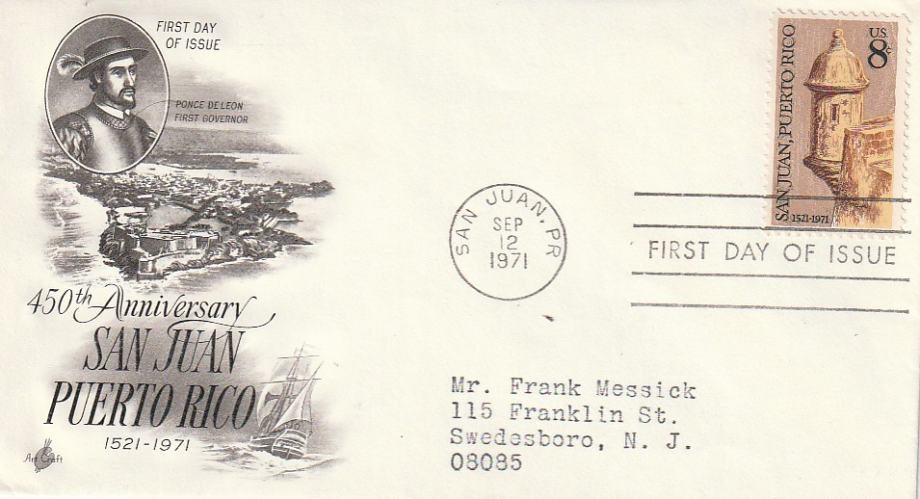 FIRST DAY
OF ISSUE
PONCE DE LEON
FIRST GOVERNOR
450th Anniversary
SAN JUAN
PUERTO RICO
1521-1971
Art Craft
SAN JUAN, PR
SEP
12
1971
SAN JUAN, PUERTO RICO
1521-1971
U.S.
8c
FIRST DAY OF ISSUE
Mr. Frank Messick
115 Franklin St.
Swedesboro, N. J.
08085